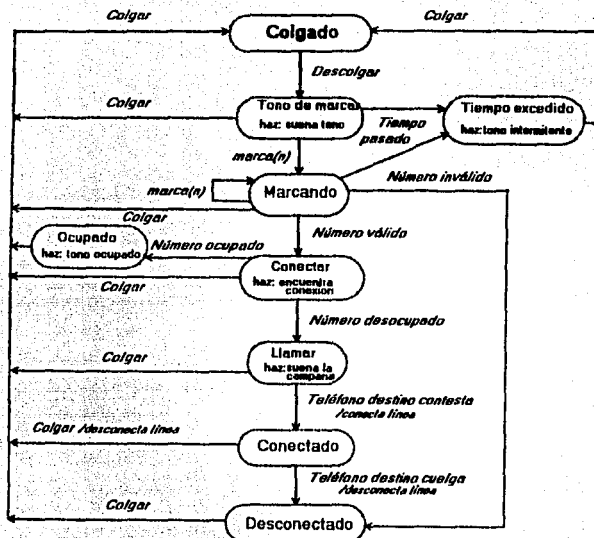 Colgar
Colgar
Colgado
Descolgar
Colgar
Tono de marcar
haz: suena tono
Tiempo excedido
haz:tono intermitente
Tiempo
pasado
marca(n)
marca(n)
Marcando
Número inválido
Colgar
Número válido
Ocupado
haz: tono ocupado
Número ocupado
Conectar
haz: encuentra
conexión
Colgar
Número desocupado
Llamar
haz:suena la
campana
Colgar
Teléfono destino contesta
/conecta línea
Colgar /desconecta línea
Conectado
Teléfono destino cuelga
/desconecta línea
Colgar
Desconectado